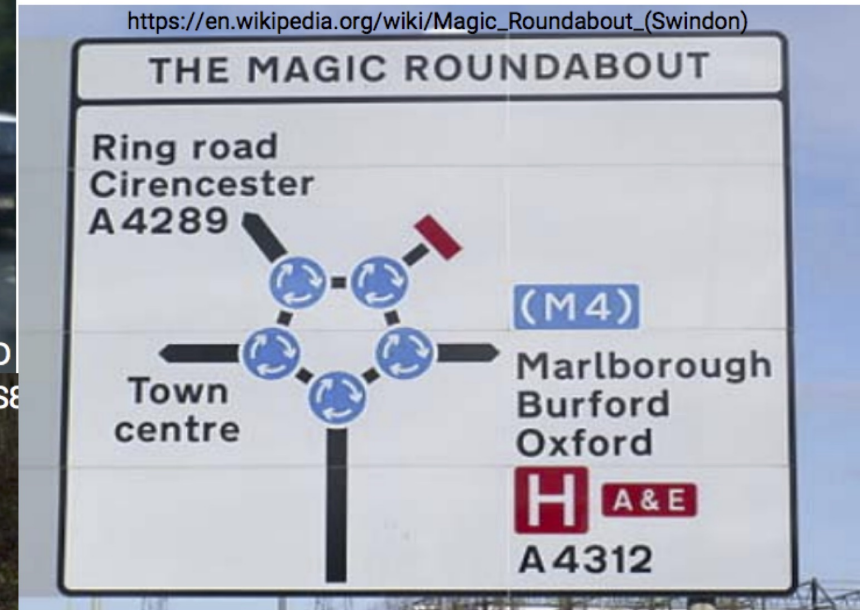 https://en.wikipedia.org/wiki/Magic_Roundabout_(Swindon)
THE MAGIC ROUNDABOUT
Ring road
Cirencester
A4289
(M4)
Town
centre
Marlborough
Burford
Oxford
H A & E
A4312